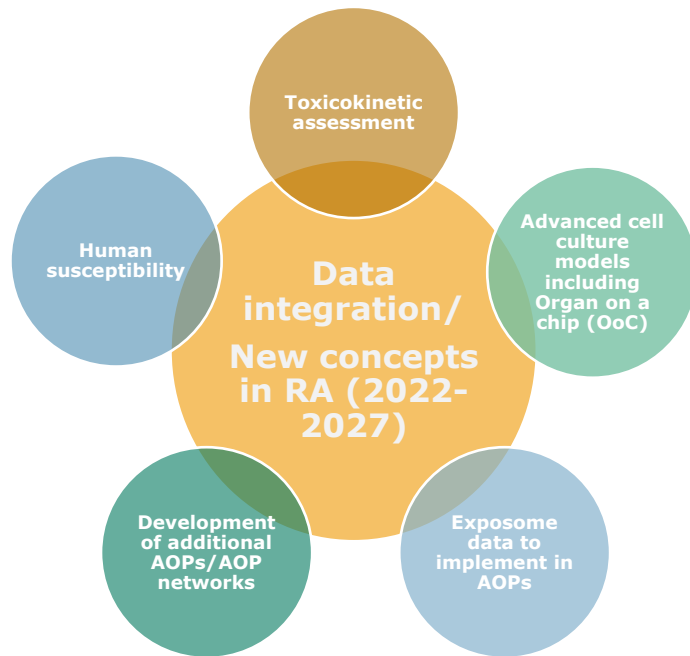 Toxicokinetic
assessment
Human
susceptibility
Advanced cell
culture
models
including
Organ on a
chip (OoC)
Data
integration/
New concepts
in RA (2022-
2027)
Development
of additional
AOPs/AOP
networks
Exposome
data to
implement in
AOPs